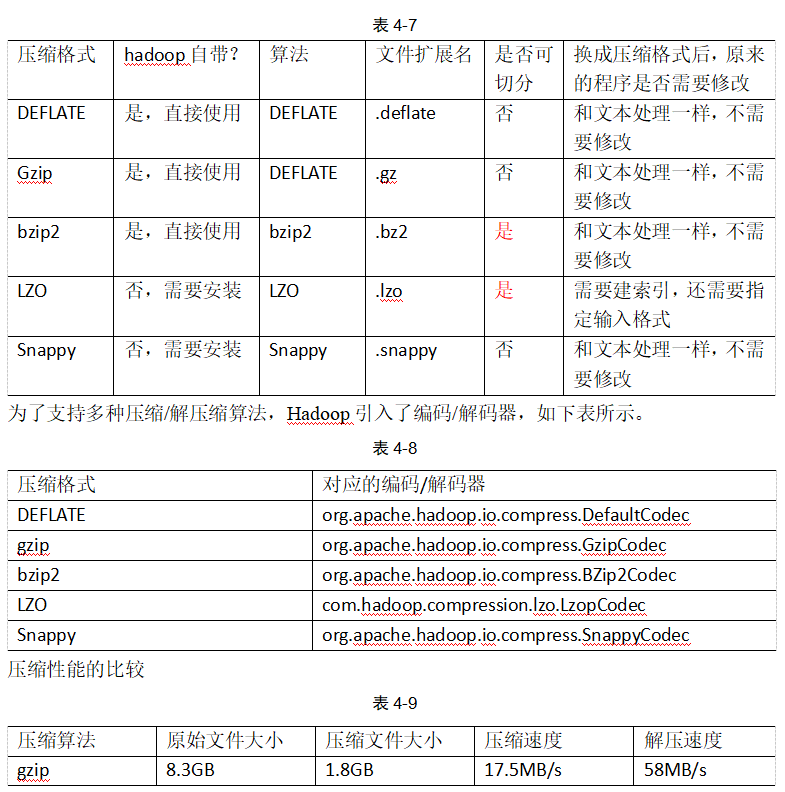 表 4-7
压缩格式 hadoop 自带？ 算法 文件扩展名 是否可 换成压缩格式后，原来
切分 的程序是否需要修改
DEFLATE 是，直接使用 DEFLATE .deflate 否 和文本处理一样，不需
要修改
Gzip 是，直接使用 DEFLATE .gz 否 和文本处理一样，不需
要修改
bzip2 是，直接使用 bzip2 .bz2 是 和文本处理一样，不需
要修改
LZO 否，需要安装 LZO .lzo 是 需要建索引，还需要指
定输入格式
Snappy 否，需要安装 Snappy .snappy 否 和文本处理一样，不需
要修改
为了支持多种压缩/解压缩算法，Hadoop 引入了编码/解码器，如下表所示。
表 4-8
压缩格式 对应的编码/解码器
DEFLATE org.apache.hadoop.io.compress.DefaultCodec
gzip org.apache.hadoop.io.compress.GzipCodec
bzip2 org.apache.hadoop.io.compress.BZip2Codec
LZO com.hadoop.compression.lzo.LzopCodec
Snappy org.apache.hadoop.io.compress.SnappyCodec
压缩性能的比较
表 4-9
压缩算法 原始文件大小 压缩文件大小 压缩速度 解压速度
gzip 8.3GB 1.8GB 17.5MB/s 58MB/s